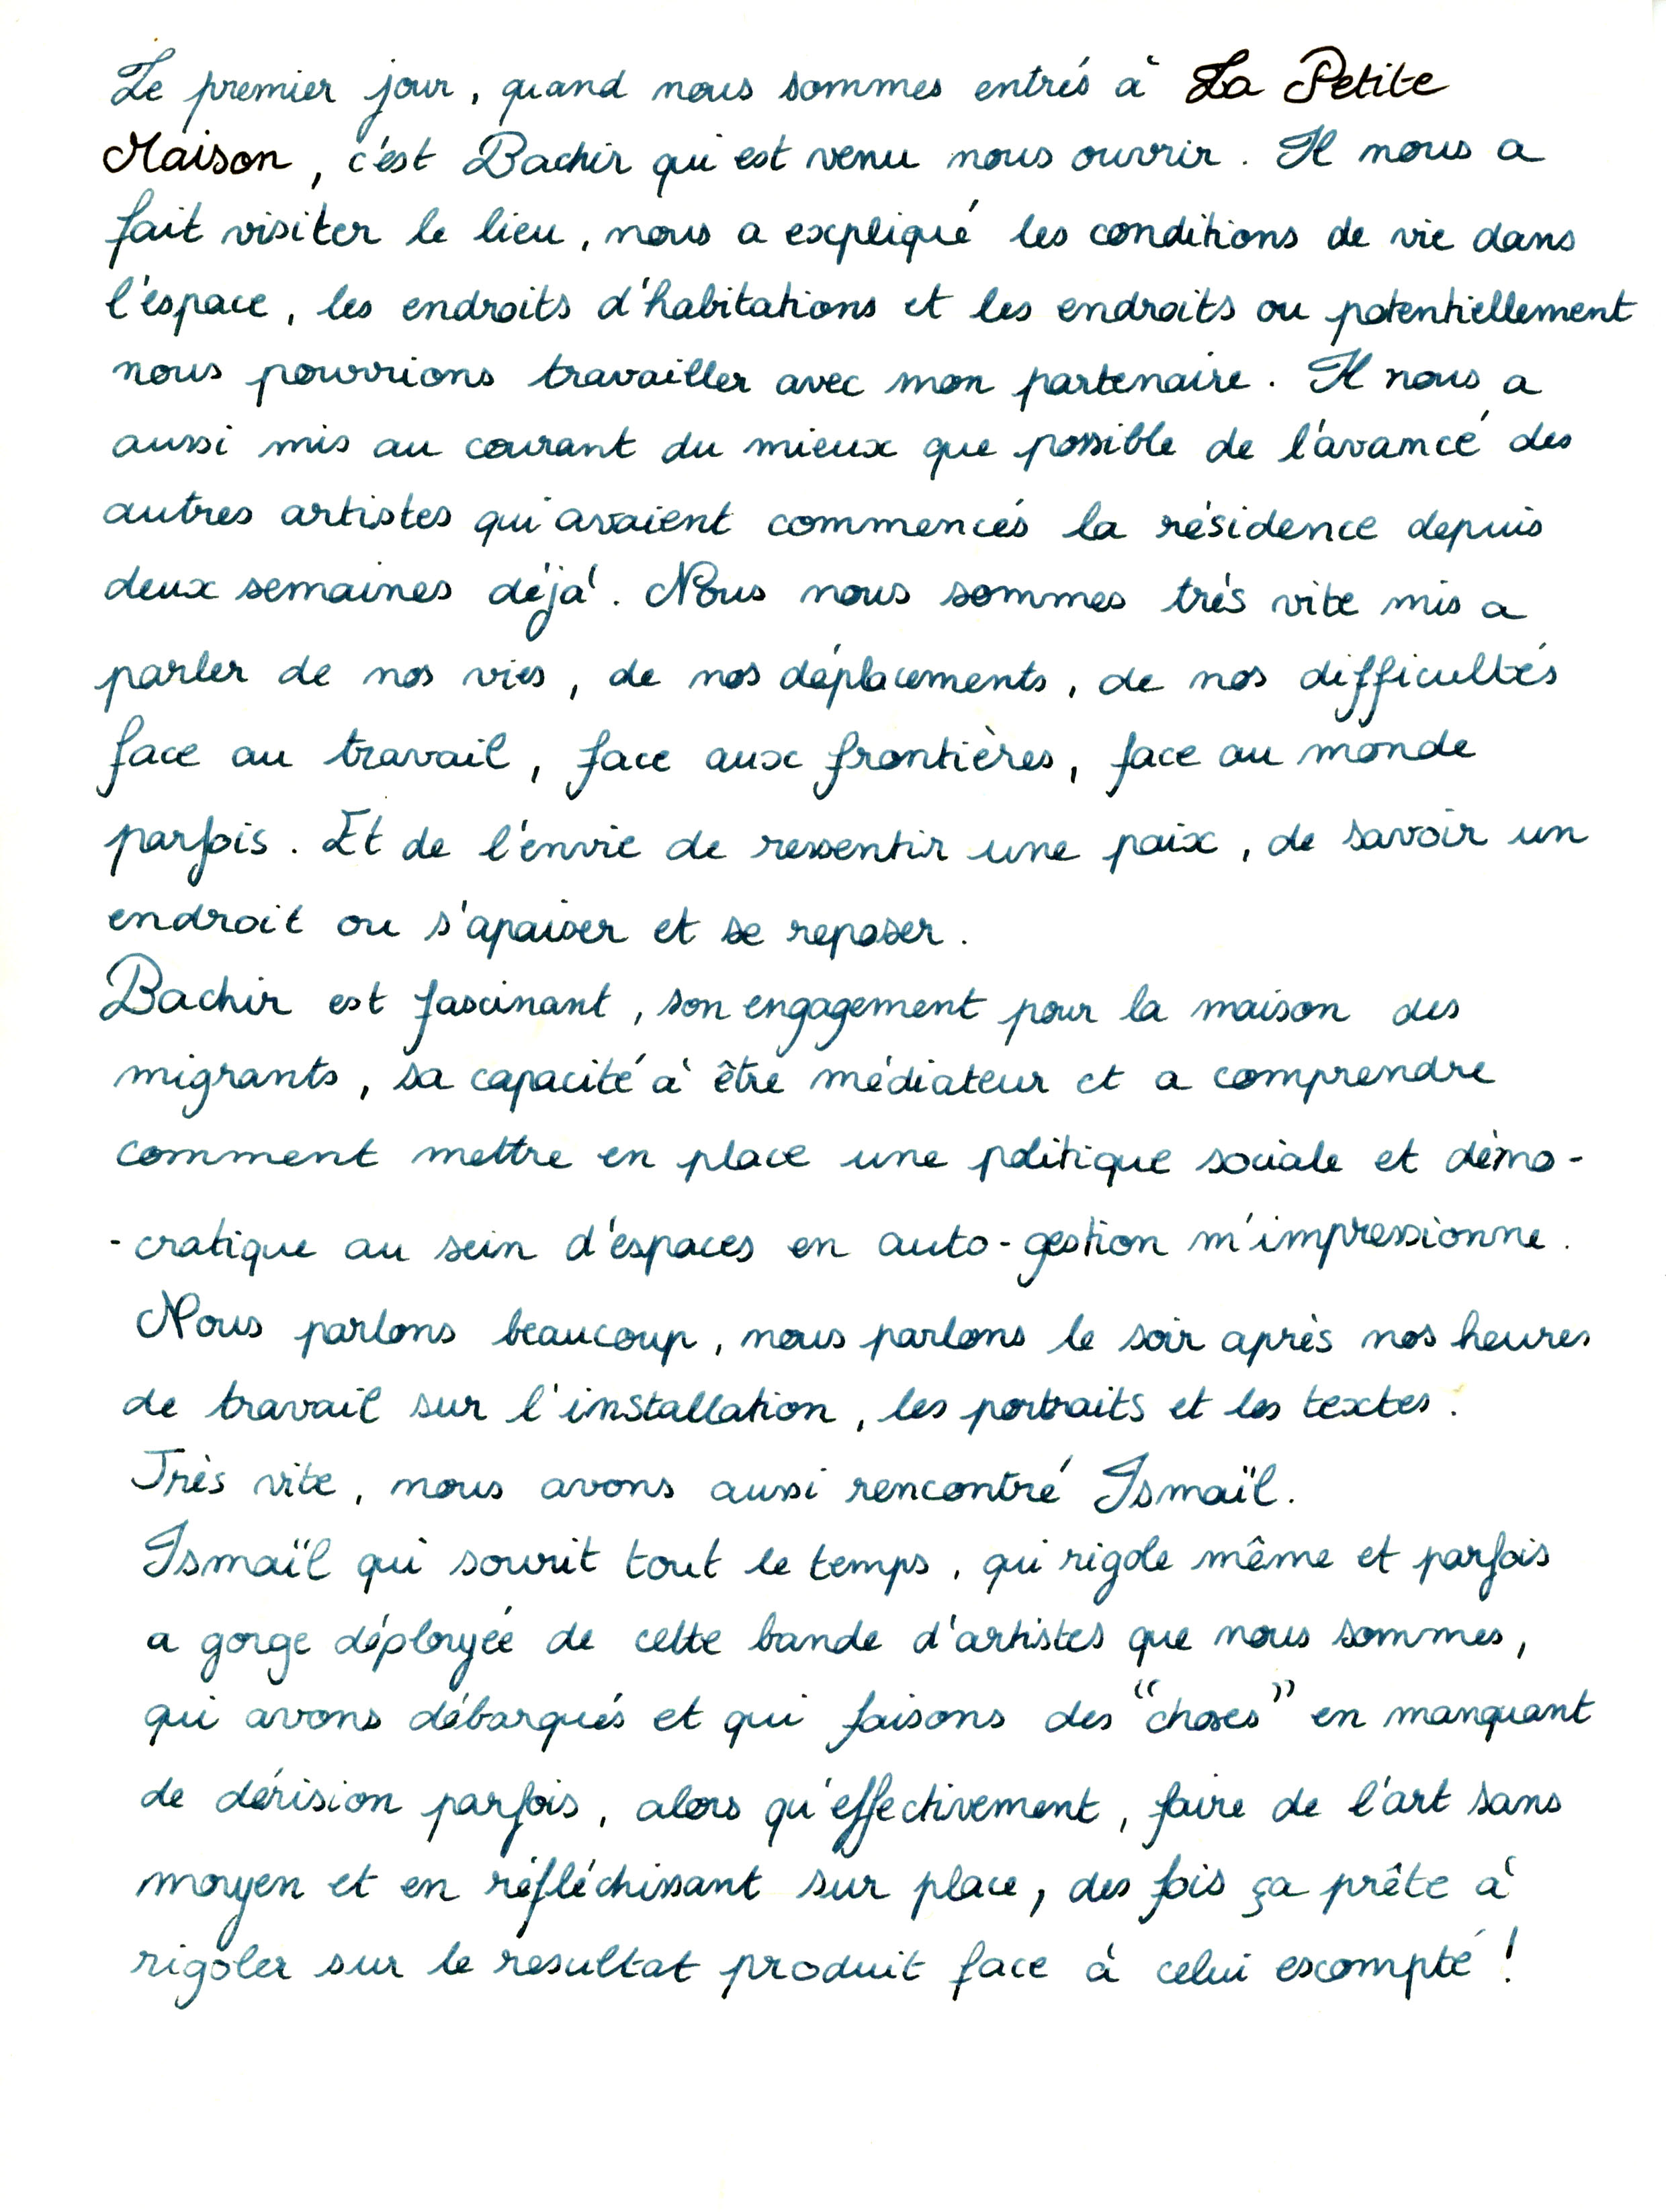 Le premier jour, quand nous sommes entrés à La Petite
Maison, c'est Bachir qui est venu nous ouvrir. Il nous a
fait visiter le lieu, nous a expliqué les conditions de vie dans
l'espace, les endroits d'habitations et les endroits ou potentiellement
nous pourrions travailler avec mon partenaire. Il nous a
aussi mis au courant du mieux que possible de l'avancé des
autres artistes qui avaient commencés la résidence depuis
deux semaines déjà. Nous nous sommes très vite mis a
parler de nos vies, de nos déplacements, de nos difficultés
face au travail, face aux frontières, face au monde
parfois. Et de l'envie de ressentir une paix, de savoir un
endroit ou s'apaiser et se reposer.
Bachir est fascinant, son engagement pour la maison des
migrants, sa capacité à être médiateur et a comprendre
comment mettre en place une politique sociale et démo-
-cratique au sein d'espaces en auto-gestion m'impressionne.
Nous parlons beaucoup, nous parlons le soir après nos heures
de travail sur l'installation, les portraits et les textes.
Très vite, nous avons aussi rencontré Ismaïl.
Ismaïl qui sourit tout le temps, qui rigole même et parfois
a gorge déployée de cette bande d'artistes que nous sommes,
qui avons débarqués et qui faisons des "choses" en manquant
de dérision parfois, alors qu'effectivement, faire de l'art sans
moyen et en réfléchissant sur place, des fois ça prête à
rigoler sur le resultat produit face à celui escompté !